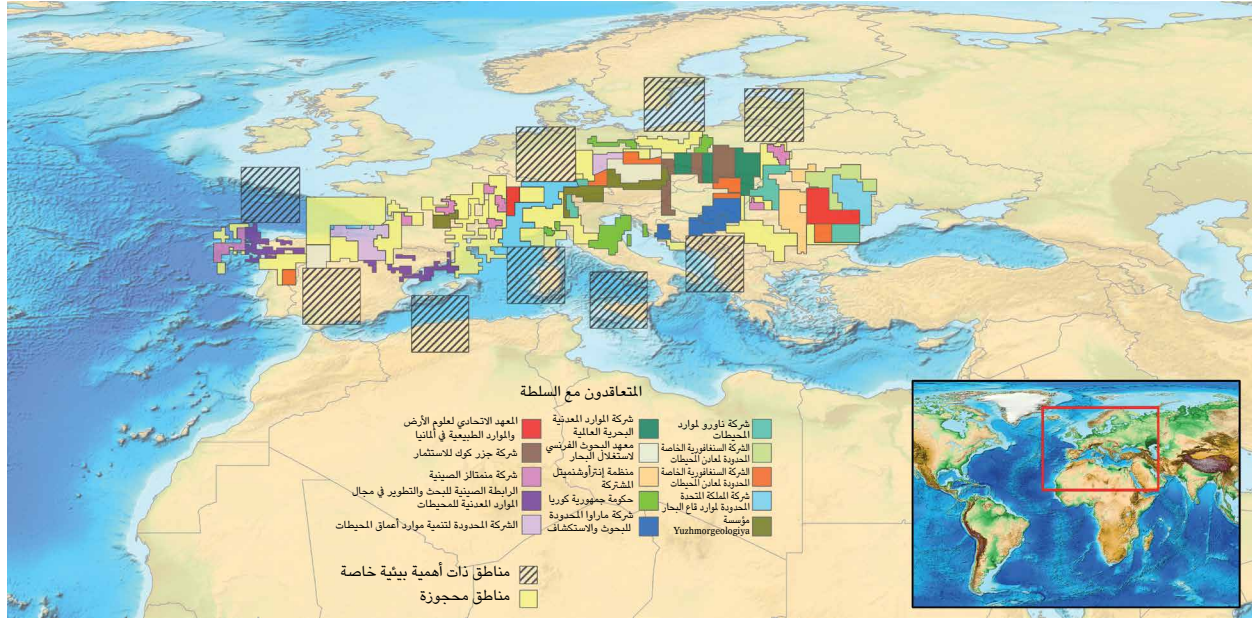 المتعاقدون مع السلطة
شركة ناورو لموارد
المحيطات
الشركة السنغافورية الخاصة
المحدودة لمعادن المحيطات
الشركة السنغافورية الخاصة
المحدودة لمعادن المحيطات
شركة المملكة المتحدة
المحدودة لموارد قاع البحار
مؤسسة
Yuzhmorgeologiya
شركة الموارد المعدنية
البحرية العالمية
معهد البحوث الفرنسي
لاستغلال البحار
منظمة إنترأوشنميتل
المشتركة
حكومة جمهورية كوريا
شركة ماراوا المحدودة
للبحوث والاستكشاف
المعهد الاتحادي لعلوم الأرض
والموارد الطبيعية في ألمانيا
شركة جزر كوك للاستثمار
شركة منمتالز الصينية
الرابطة الصينية للبحث والتطوير في مجال
الموارد المعدنية للمحيطات
الشركة المحدودة لتنمية موارد أعماق المحيطات
مناطق ذات أهمية بيئية خاصة
مناطق محجوزة